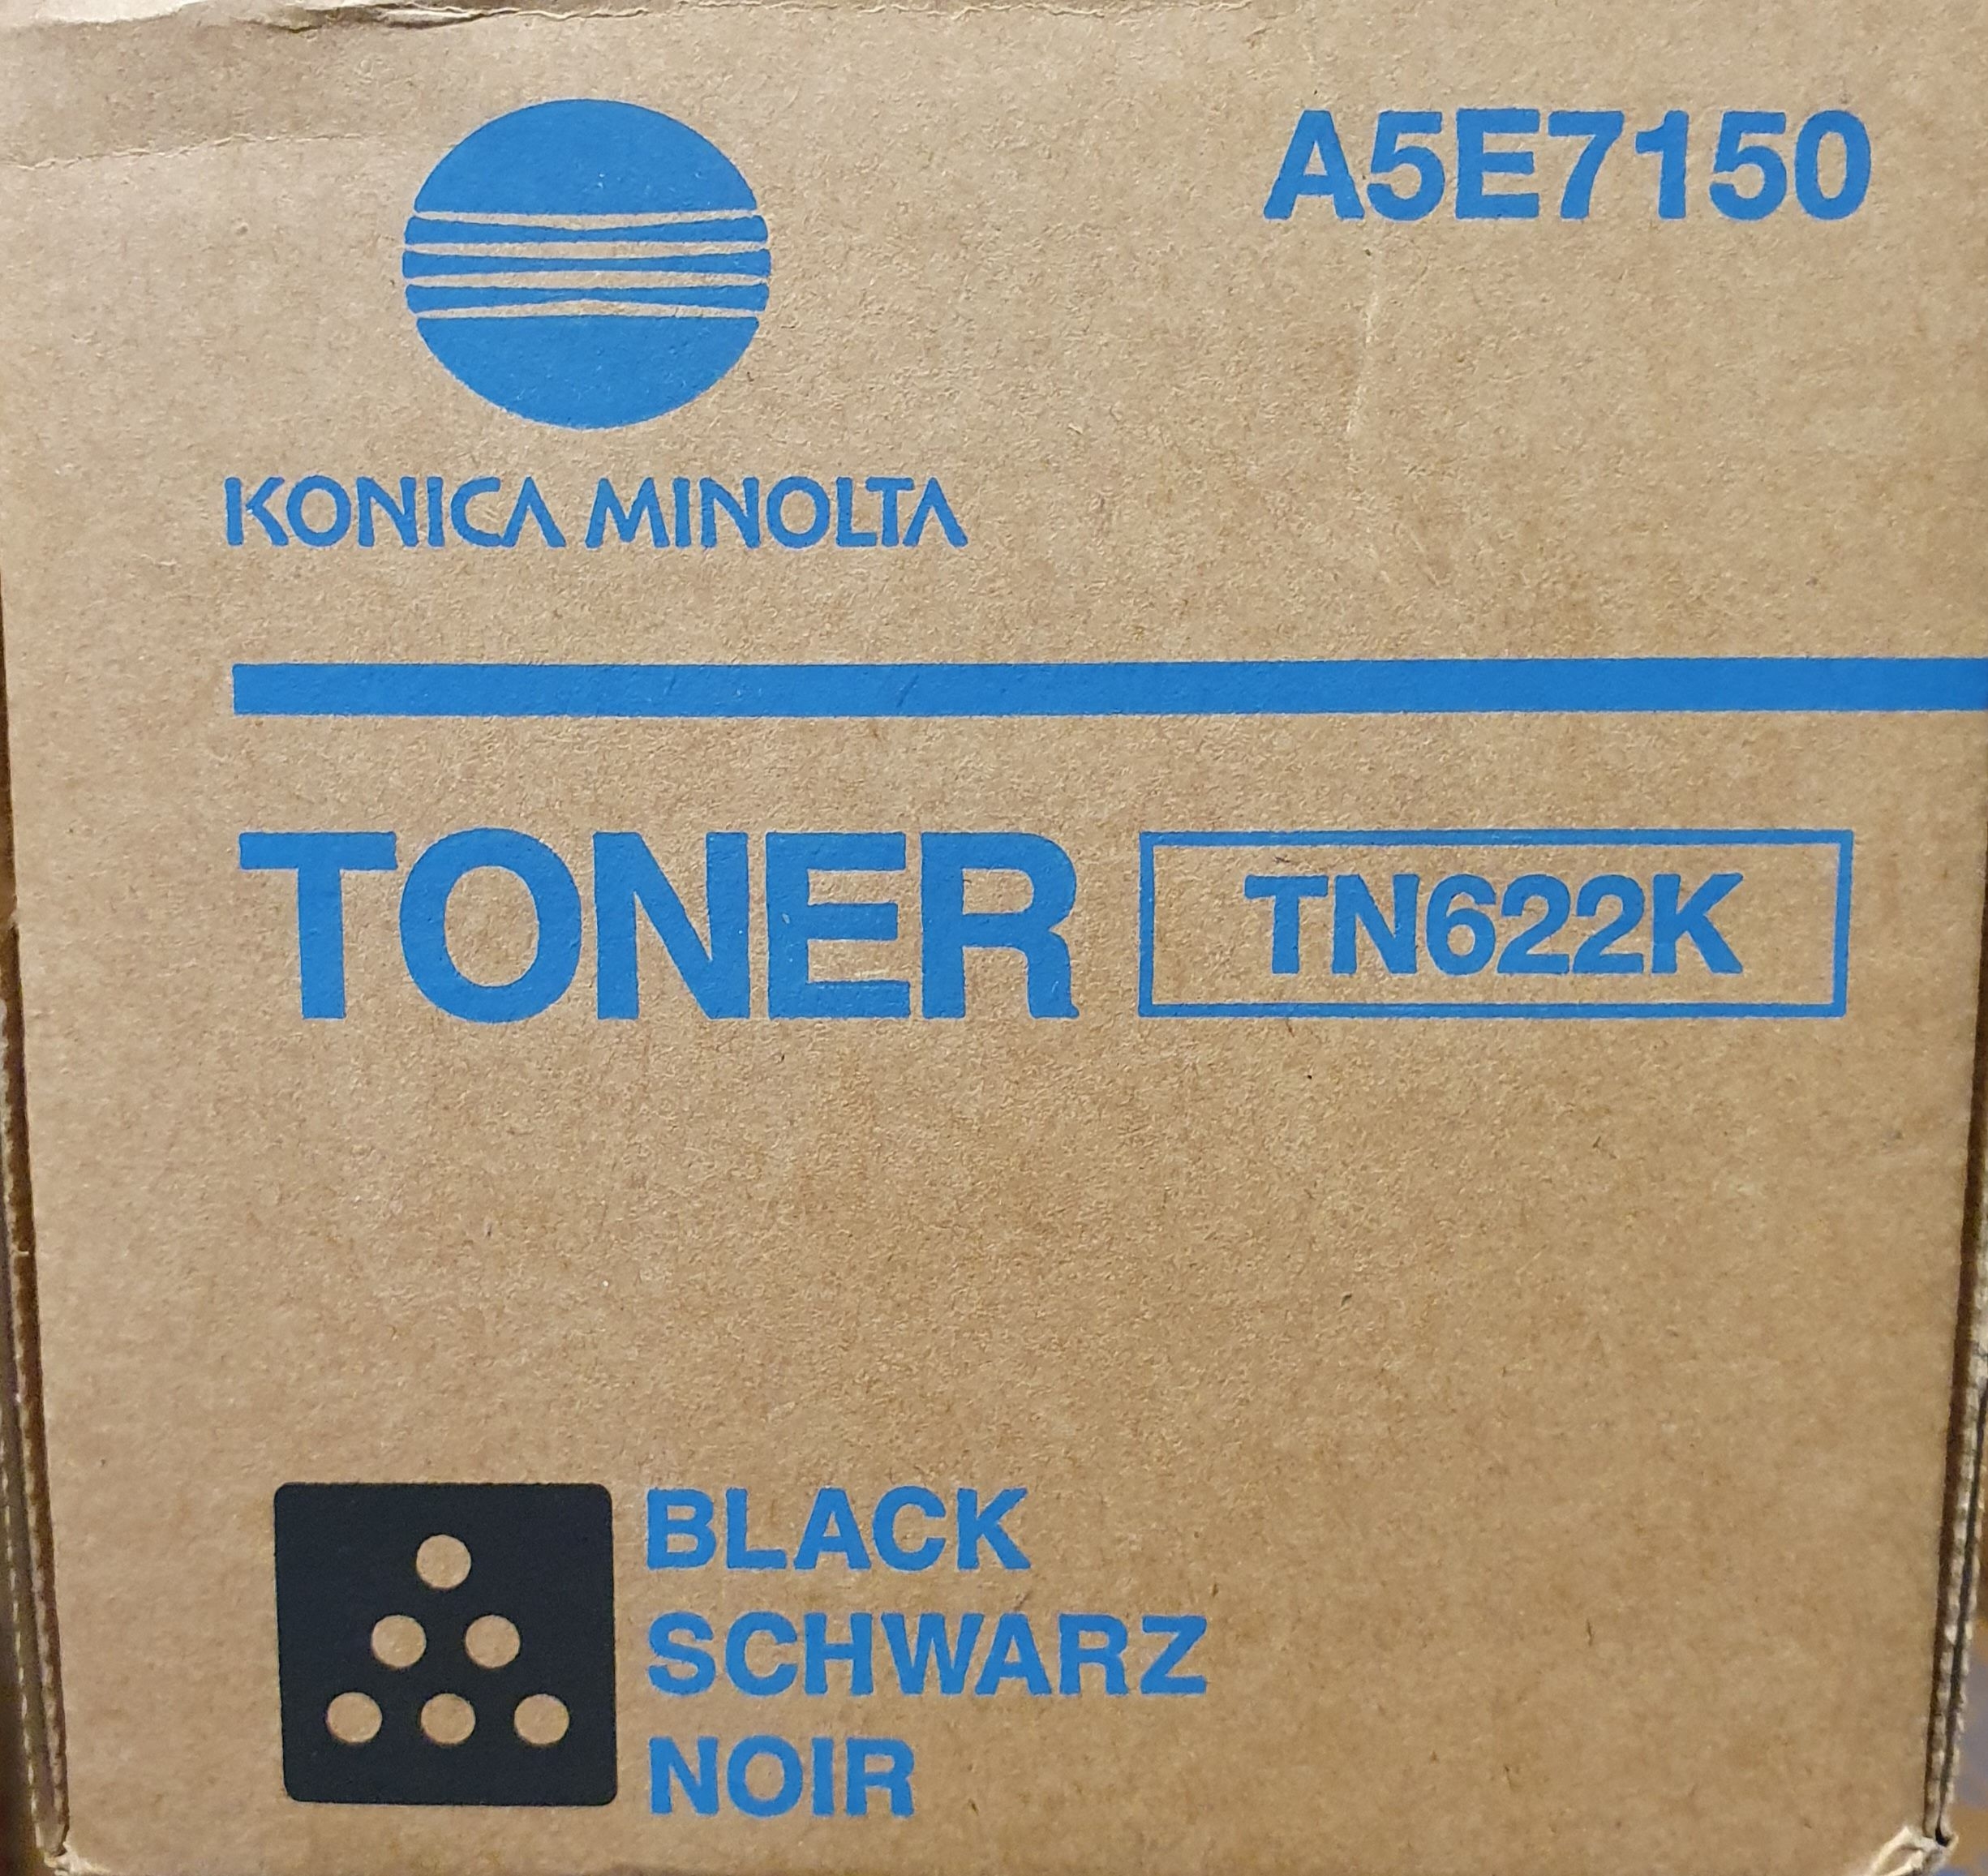 A5E7150
KONICA MINOLTA
TONER TN622K
BLACK
SCHWARZ
NOIR